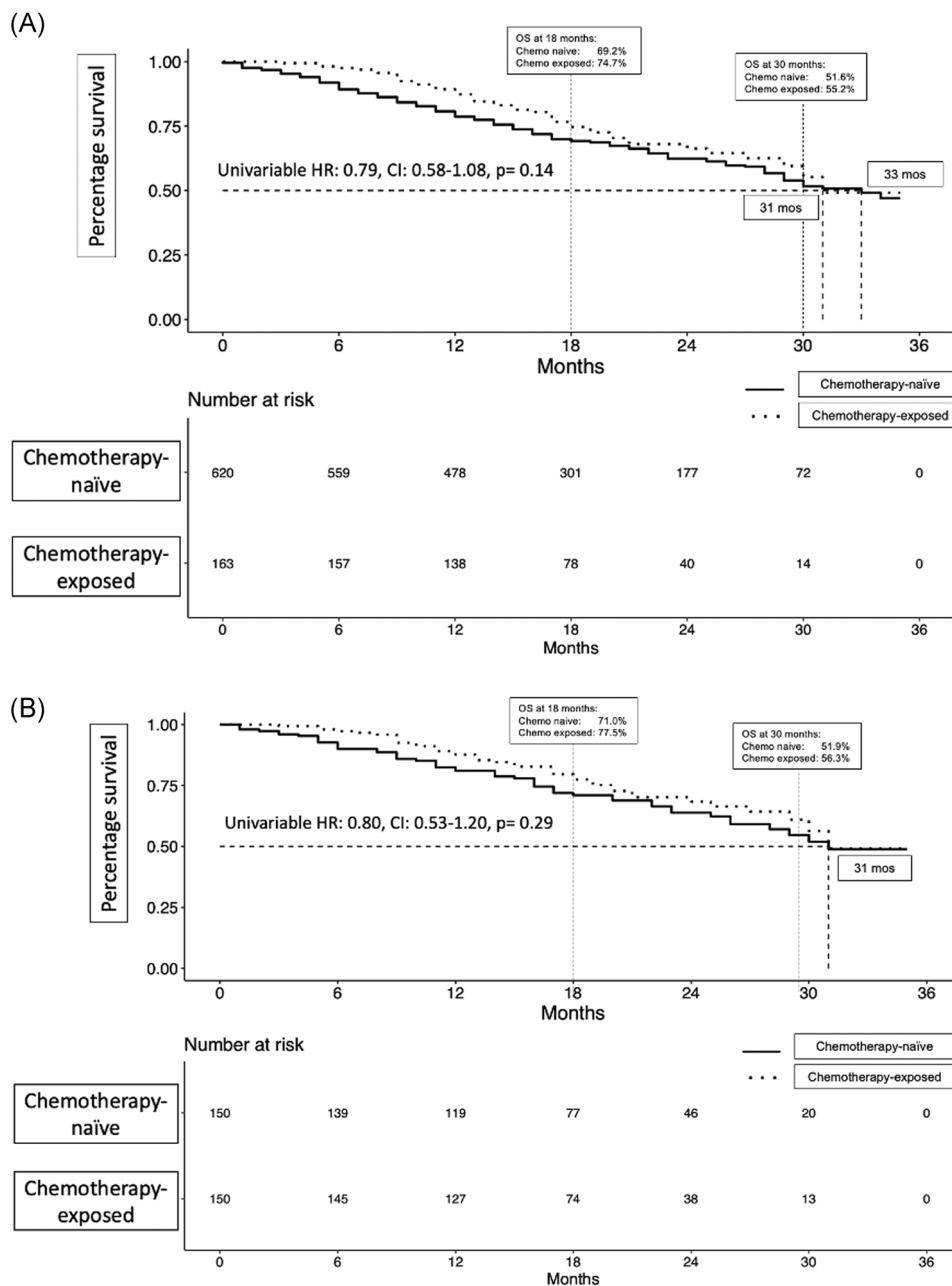 (A)
OS at 18 months:
Chemo naive: 69.2%
Chemo exposed: 74.7%
OS at 30 months:
Chemo naive: 51.6%
Chemo exposed: 55.2%
Percentage survival
1.00
0.75
0.50
0.25
0.00
Univariable HR: 0.79, CI: 0.58-1.08, p= 0.14
33 mos
31 mos
0 6 12 18 24 30 36
Months
Chemotherapy-naïve
Chemotherapy-exposed
Number at risk
Chemotherapy-
naïve
620 559 478 301 177 72 0
Chemotherapy-
exposed
163 157 138 78 40 14 0
0 6 12 18 24 30 36
Months
(B)
OS at 18 months:
Chemo naive: 71.0%
Chemo exposed: 77.5%
OS at 30 months:
Chemo naive: 51.9%
Chemo exposed: 56.3%
Percentage survival
1.00
0.75
0.50
0.25
0.00
Univariable HR: 0.80, CI: 0.53-1.20, p= 0.29
31 mos
0 6 12 18 24 30 36
Months
Number at risk
Chemotherapy-naïve
Chemotherapy-exposed
Chemotherapy-
naïve
150 139 119 77 46 20 0
Chemotherapy-
exposed
150 145 127 74 38 13 0
0 6 12 18 24 30 36
Months